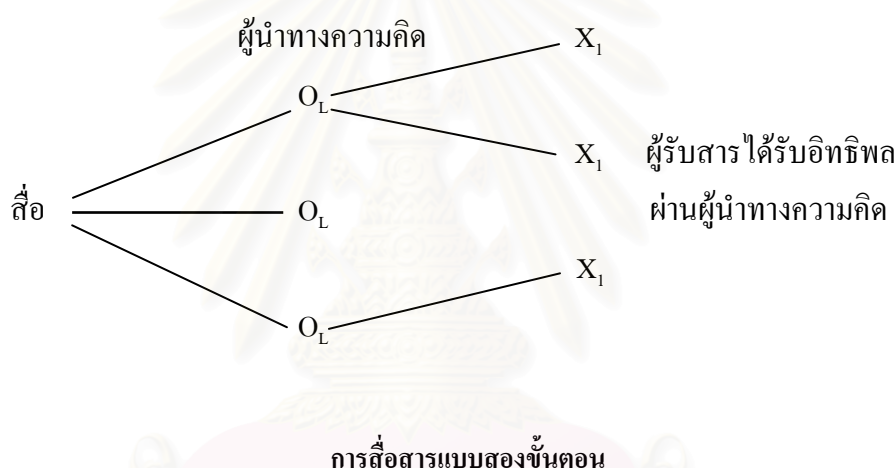 ผู้นำทางความคิด
X₁
O_L
X₁ ผู้รับสารได้รับอิทธิพล
สื่อ
O_L
ผ่านผู้นำทางความคิด
X₁
O_L
การสื่อสารแบบสองขั้นตอน